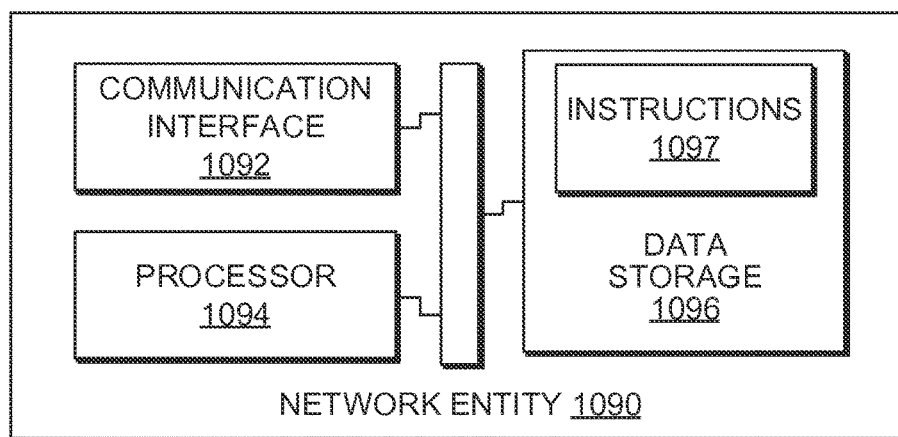 COMMUNICATION
INTERFACE
1092
PROCESSOR
1094
INSTRUCTIONS
1097
DATA
STORAGE
1096
NETWORK ENTITY 1090